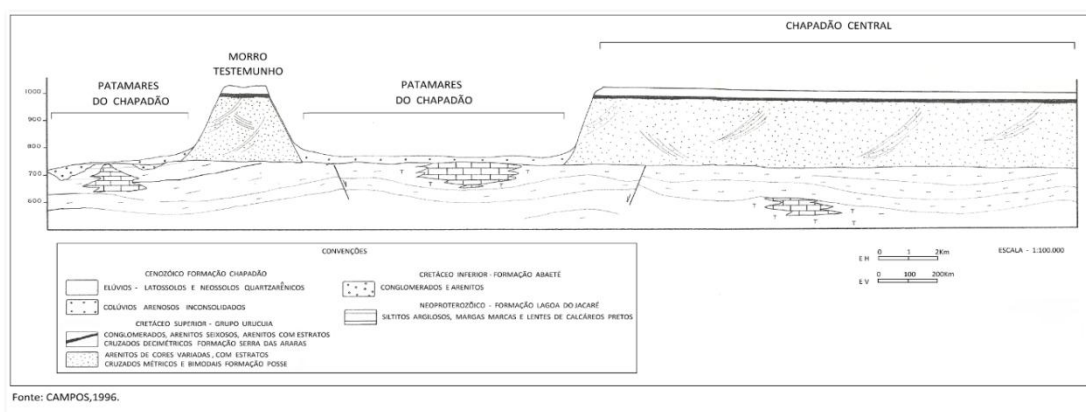 CHAPADÃO CENTRAL
MORRO
TESTEMUNHO
PATAMARES
DO CHAPADÃO
PATAMARES
DO CHAPADÃO
1000
900
800
700
600
CONVENÇÕES
CENOZÓICO FORMAÇÃO CHAPADÃO
ELÚVIOS - LATOSSOLOS E NEOSSOLOS QUARTZARÊNICOS
COLÚVIOS ARENOSOS INCONSOLIDADOS
CRETÁCEO SUPERIOR - GRUPO URUCUIA
CONGLOMERADOS, ARENITOS SEIXOSOS, ARENITOS COM ESTRATOS
CRUZADOS DECIMÉTRICOS FORMAÇÃO SERRA DAS ARARAS
ARENITOS DE CORES VARIADAS, COM ESTRATOS
CRUZADOS MÉTRICOS E BIMODAIS FORMAÇÃO POSSE
CRETÁCEO INFERIOR - FORMAÇÃO ABAETÉ
CONGLOMERADOS E ARENITOS
NEOPROTEROZÓICO - FORMAÇÃO LAGOA DO JACARÉ
SILTITOS ARGILOSOS, MARGAS MARCAS E LENTES DE CALCÁREOS PRETOS
E H 0 1 2Km
E V 0 100 200Km
ESCALA - 1:100.000
Fonte: CAMPOS,1996.